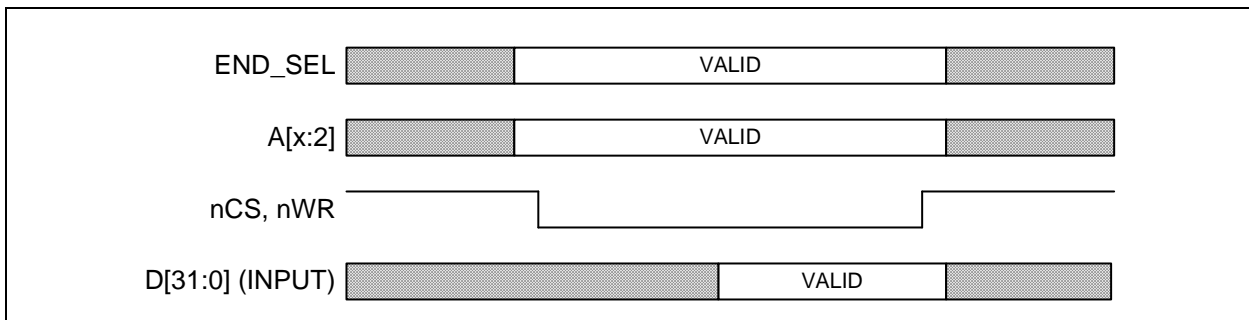 END_SEL VALID
A[x:2] VALID
nCS, nWR
D[31:0] (INPUT) VALID